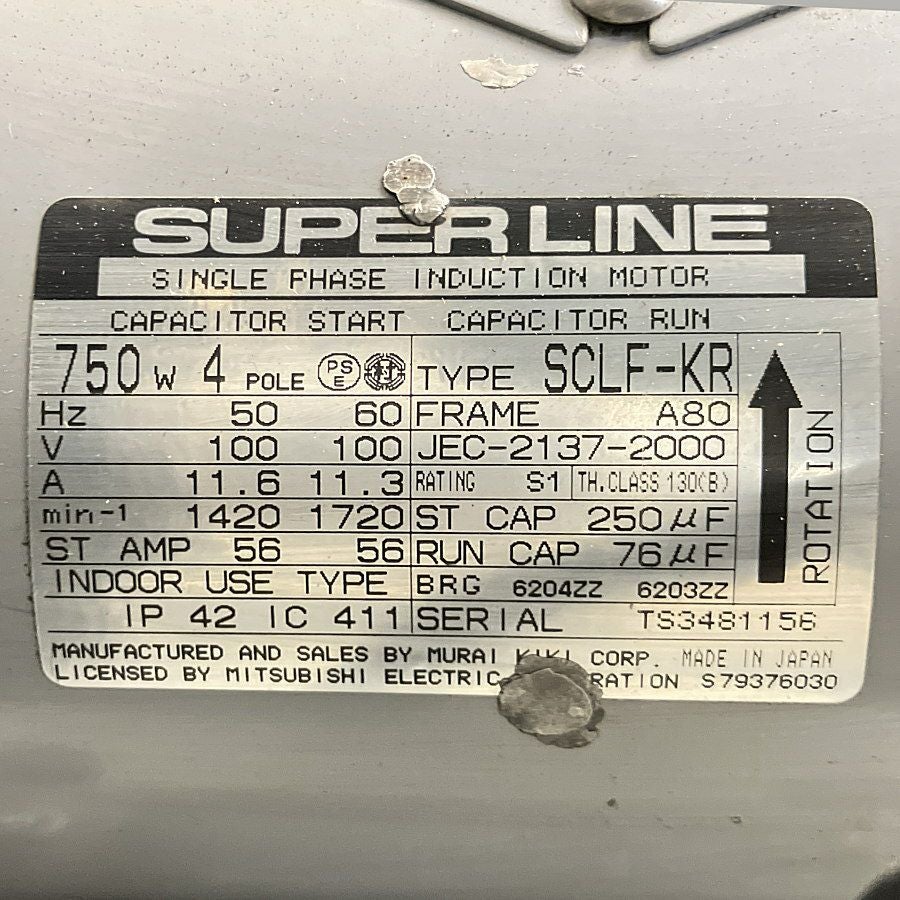 SUPER LINE
SINGLE PHASE INDUCTION MOTOR
CAPACITOR START CAPACITOR RUN
750 W 4 POLE PS E TYPE SCLF-KR
Hz 50 60 FRAME A80
V 100 100 JEC-2137-2000
A 11.6 11.3 RATING S1 TH.CLASS 130(B)
min-1 1420 1720 ST CAP 250μF
ST AMP 56 56 RUN CAP 76μF
INDOOR USE TYPE BRG 6204ZZ 6203ZZ
IP 42 IC 411 SERIAL TS3481156
ROTATION
MANUFACTURED AND SALES BY MURAI KIKI CORP. MADE IN JAPAN
LICENSED BY MITSUBISHI ELECTRIC RATION S79376030